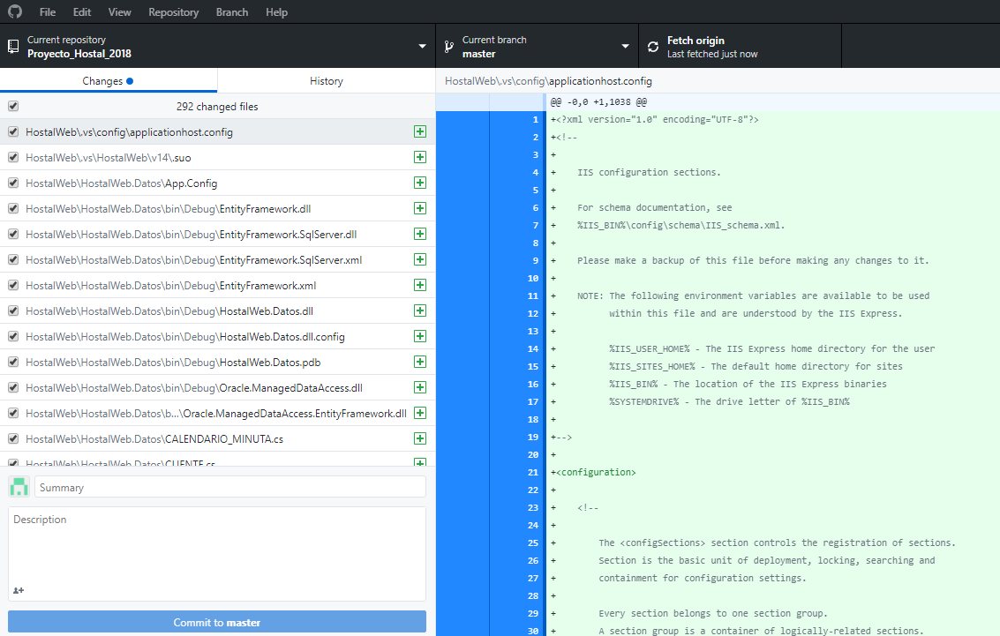 File Edit View Repository Branch Help
Current repository
Proyecto_Hostal_2018
Current branch
master
Fetch origin
Last fetched just now
Changes
History
292 changed files
HostalWeb\.vs\config\applicationhost.config
HostalWeb\.vs\HostalWeb\v14\.suo
HostalWeb\HostalWeb.Datos\App.Config
HostalWeb\HostalWeb.Datos\bin\Debug\EntityFramework.dll
HostalWeb\HostalWeb.Datos\bin\Debug\EntityFramework.SqlServer.dll
HostalWeb\HostalWeb.Datos\bin\Debug\EntityFramework.SqlServer.xml
HostalWeb\HostalWeb.Datos\bin\Debug\EntityFramework.xml
HostalWeb\HostalWeb.Datos\bin\Debug\HostalWeb.Datos.dll
HostalWeb\HostalWeb.Datos\bin\Debug\HostalWeb.Datos.dll.config
HostalWeb\HostalWeb.Datos\bin\Debug\HostalWeb.Datos.pdb
HostalWeb\HostalWeb.Datos\bin\Debug\Oracle.ManagedDataAccess.dll
HostalWeb\HostalWeb.Datos\b...\Oracle.ManagedDataAccess.EntityFramework.dll
HostalWeb\HostalWeb.Datos\CALENDARIO_MINUTA.cs
HostalWeb\HostalWeb.Datos\CLIENTE.cs
Summary
Description
Commit to master
HostalWeb\.vs\config\applicationhost.config
@@ -0,0 +1,1038 @@
1 +<?xml version="1.0" encoding="UTF-8"?>
2 +<!--
3 +
4 + IIS configuration sections.
5 +
6 + For schema documentation, see
7 + %IIS_BIN%\config\schema\IIS_schema.xml.
8 +
9 + Please make a backup of this file before making any changes to it.
10 +
11 + NOTE: The following environment variables are available to be used
12 + within this file and are understood by the IIS Express.
13 +
14 + %IIS_USER_HOME% - The IIS Express home directory for the user
15 + %IIS_SITES_HOME% - The default home directory for sites
16 + %IIS_BIN% - The location of the IIS Express binaries
17 + %SYSTEMDRIVE% - The drive letter of %IIS_BIN%
18 +
19 +-->
20 +
21 +<configuration>
22 +
23 + <!--
24 +
25 + The <configSections> section controls the registration of sections.
26 + Section is the basic unit of deployment, locking, searching and
27 + containment for configuration settings.
28 +
29 + Every section belongs to one section group.
30 + A section group is a container of logically-related sections.